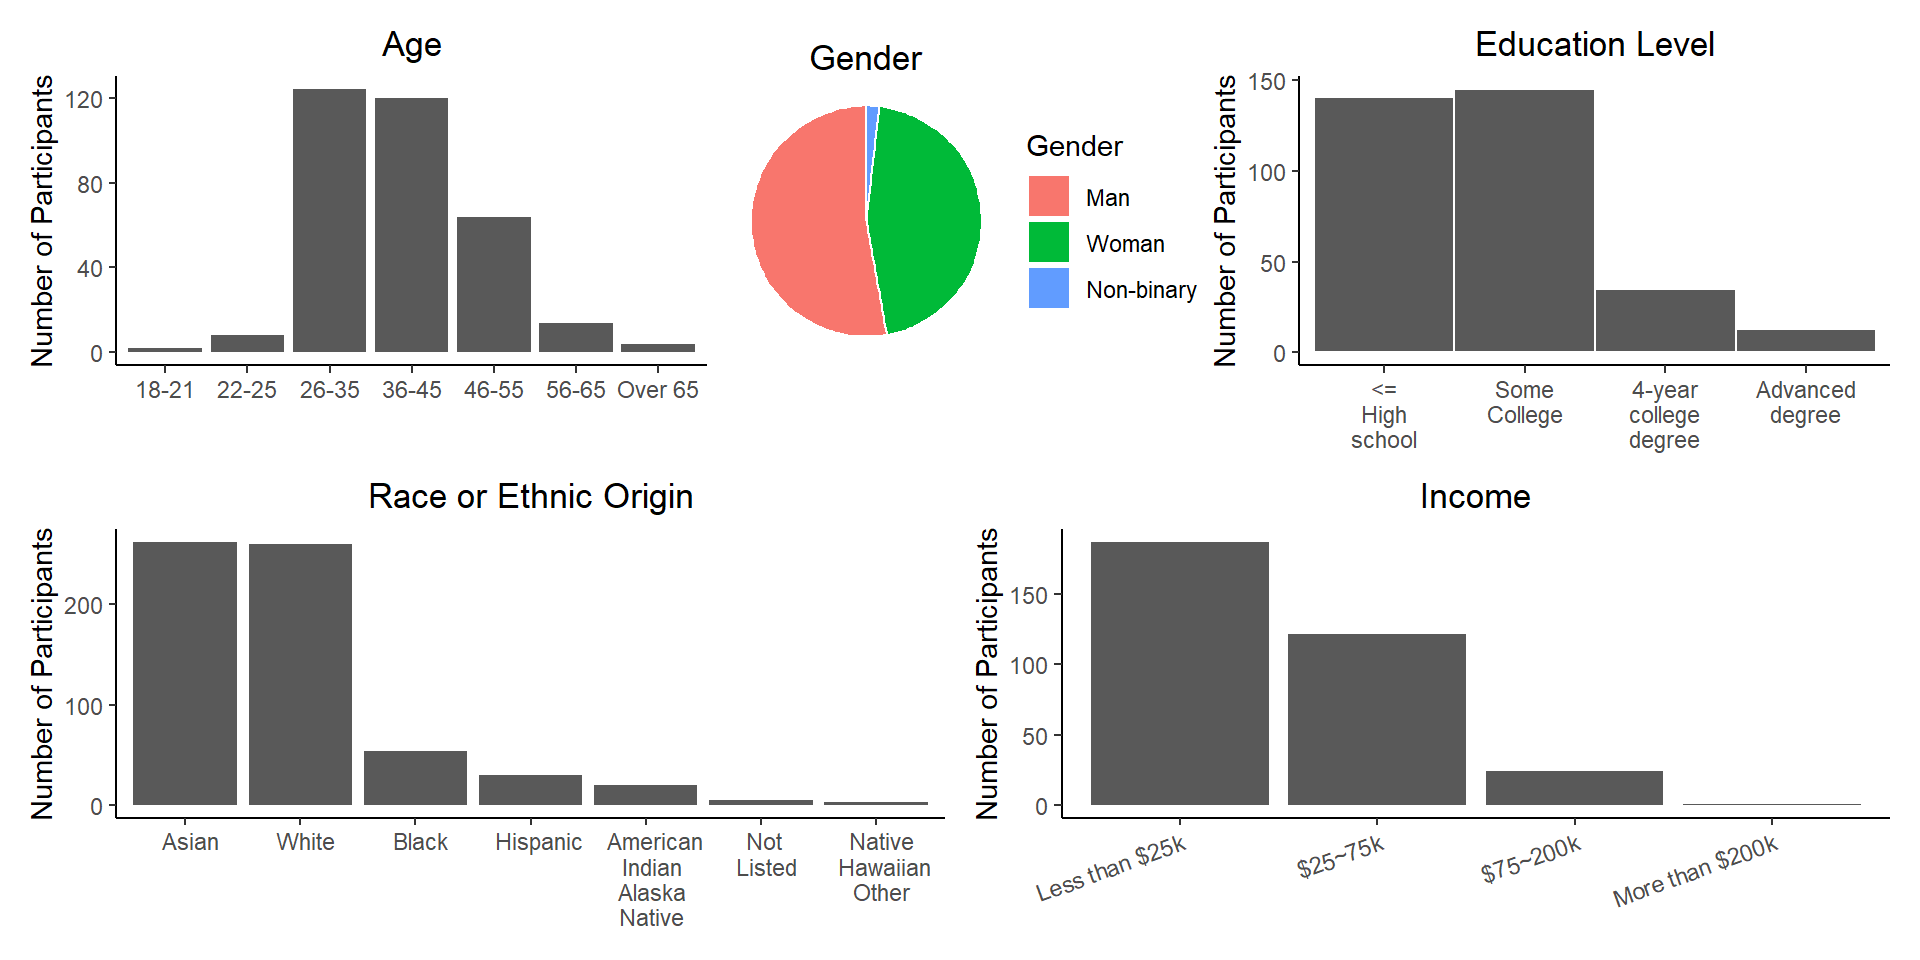 Age
Number of Participants
120
80
40
0
18-21 22-25 26-35 36-45 46-55 56-65 Over 65
Gender
Gender
Man
Woman
Non-binary
Education Level
Number of Participants
150
100
50
0
<=
High
school
Some
College
4-year
college
degree
Advanced
degree
Race or Ethnic Origin
Number of Participants
200
100
0
Asian
White
Black
Hispanic
American
Indian
Alaska
Native
Not
Listed
Native
Hawaiian
Other
Income
Number of Participants
150
100
50
0
Less than $25k
$25~75k
$75~200k
More than $200k